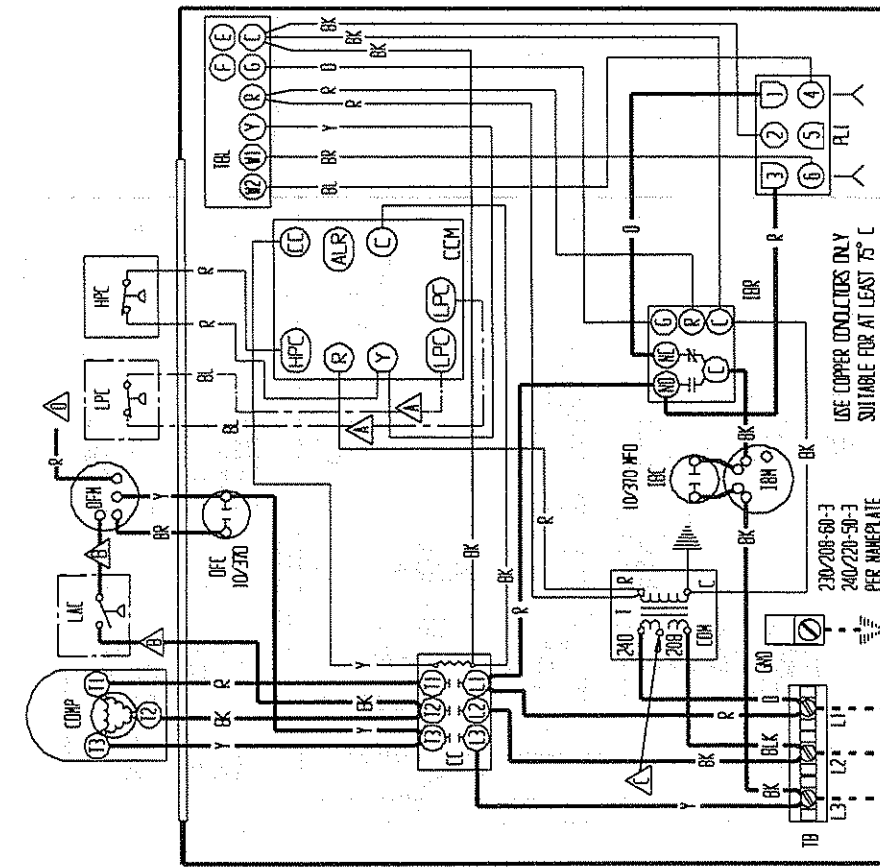 COMP
T1
T3
T2
LAC
B
B
OFM
R
D
BR
Y
OFC
10/370
LPC
HPC
BL
BL
R
R
A
A
HPC
CC
ALR
R
Y
C
LPC
LPC
CCM
TBL
W2
W1
Y
R
G
C
F
E
BL
BR
Y
R
R
O
BK
BK
BK
Y
BK
R
BK
Y
Y
T3
T2
T1
CC
L3
L2
L1
BK
BK
R
R
240
208
R
C
COM
C
10/370 MFD
IBC
IBM
BK
BK
BK
NO
NC
C
G
R
C
IBR
O
R
3
2
1
6
5
4
PL1
Y
BK
BK
BLK
R
O
TB
L3
L2
L1
GND
230/208-60-3
240/220-50-3
PER NAMEPLATE
USE COPPER CONDUCTORS ONLY
SUITABLE FOR AT LEAST 75° C